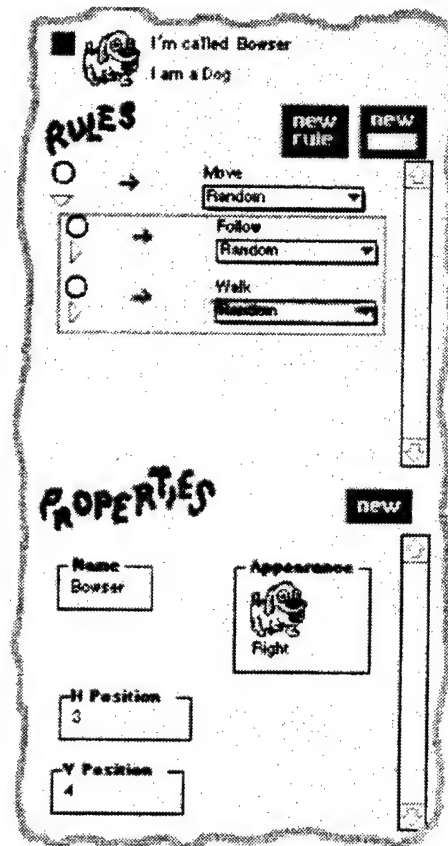 I'm called Bowser
I am a Dog
RULES
new rule
new
Move
Random
Follow
Random
Walk
Random
PROPERTIES
new
Name
Bowser
Appearance
Right
H Position
3
V Position
4